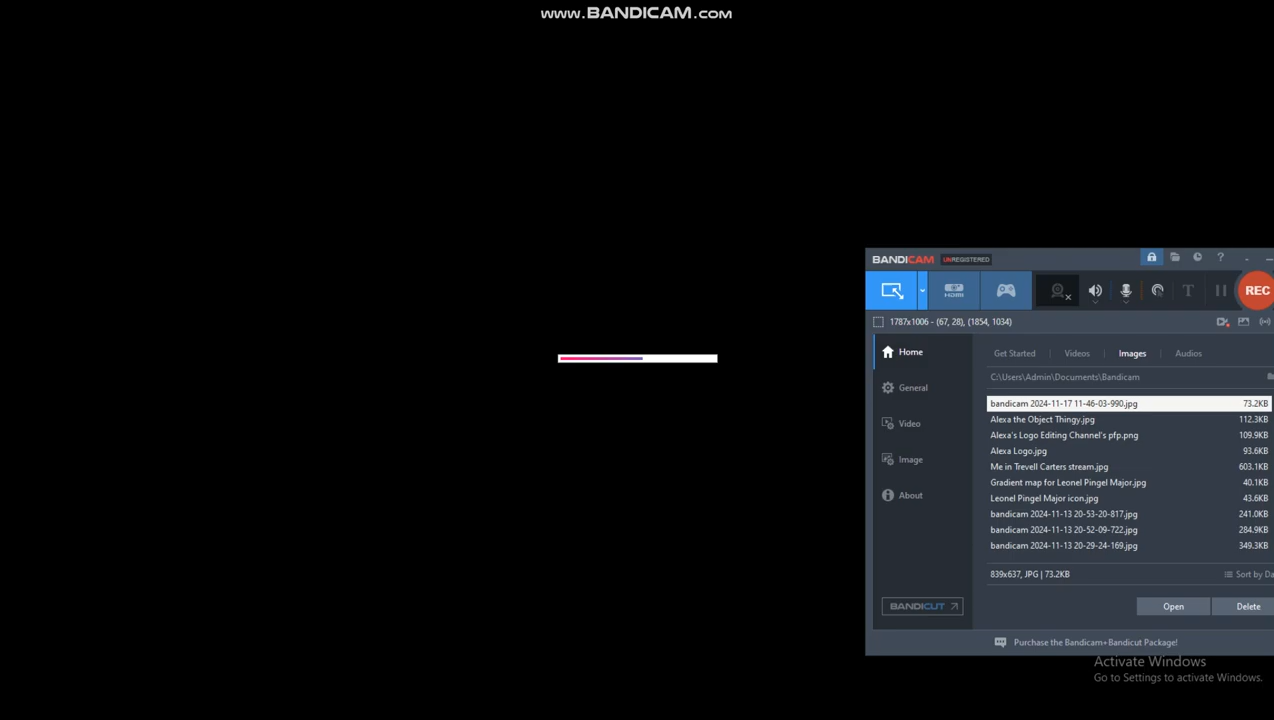 www.BANDICAM.com
BANDICAM UNREGISTERED ?
HDMI T REC
1787x1006 - (67, 28), (1854, 1034)
Home
General
Video
Image
About
BANDICUT
Get Started | Videos | Images | Audios
C:\Users\Admin\Documents\Bandicam
bandicam 2024-11-17 11-46-03-990.jpg 73.2KB
Alexa the Object Thingy.jpg 112.3KB
Alexa's Logo Editing Channel's pfp.png 109.9KB
Alexa Logo.jpg 93.6KB
Me in Trevell Carters stream.jpg 603.1KB
Gradient map for Leonel Pingel Major.jpg 40.1KB
Leonel Pingel Major icon.jpg 43.6KB
bandicam 2024-11-13 20-53-20-817.jpg 241.0KB
bandicam 2024-11-13 20-52-09-722.jpg 284.9KB
bandicam 2024-11-13 20-29-24-169.jpg 349.3KB
839x637, JPG | 73.2KB Sort by Da
Open Delete
Purchase the Bandicam+Bandicut Package!
Activate Windows
Go to Settings to activate Windows.